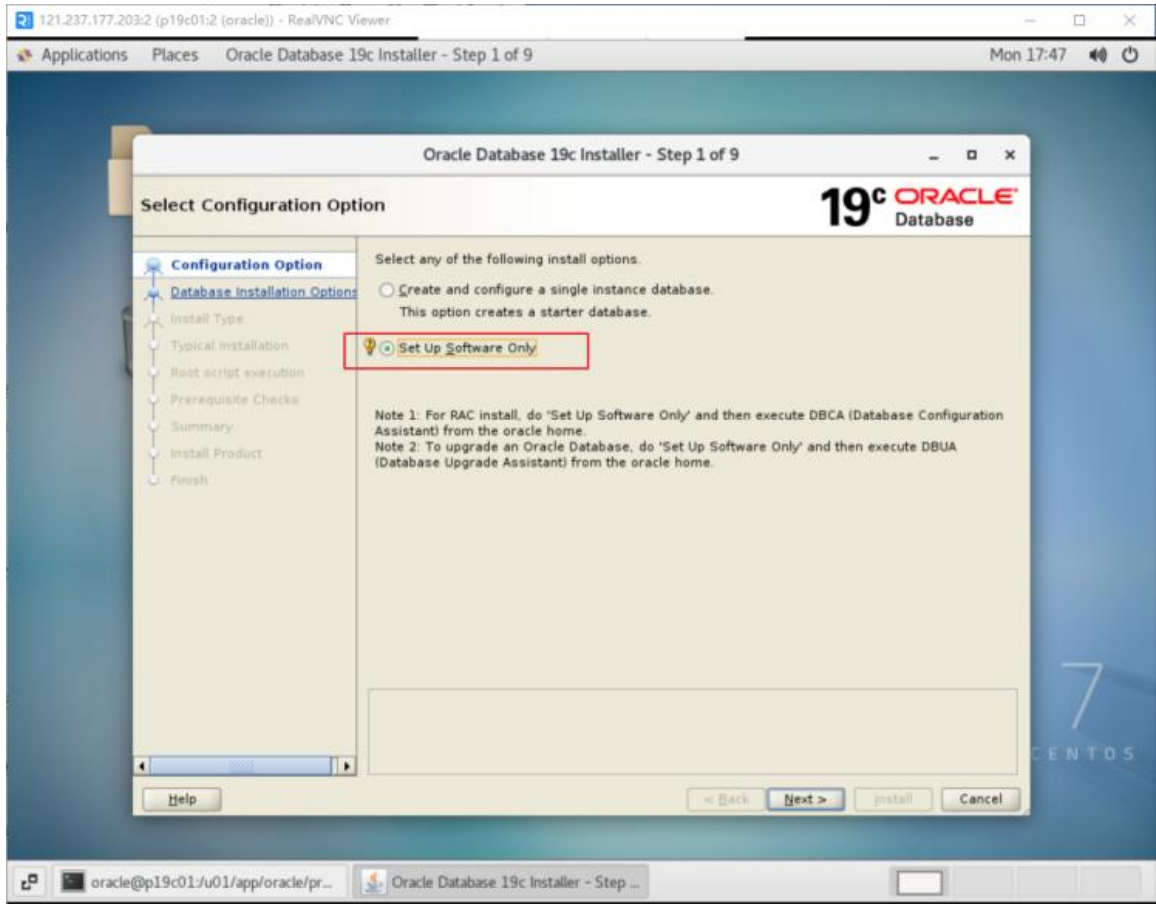 121.237.177.203:2 (p19c01:2 (oracle)) - RealVNC Viewer
Applications Places Oracle Database 19c Installer - Step 1 of 9 Mon 17:47
Oracle Database 19c Installer - Step 1 of 9
Select Configuration Option
19c ORACLE
Database
Configuration Option
Database Installation Options
Install Type
Typical Installation
Root script execution
Prerequisite Checks
Summary
Install Product
Finish
Select any of the following install options.
Create and configure a single instance database.
This option creates a starter database.
Set Up Software Only
Note 1: For RAC install, do 'Set Up Software Only' and then execute DBCA (Database Configuration
Assistant) from the oracle home.
Note 2: To upgrade an Oracle Database, do 'Set Up Software Only' and then execute DBUA
(Database Upgrade Assistant) from the oracle home.
7
CENTOS
Help < Back Next > Install Cancel
oracle@p19c01:/u01/app/oracle/pr... Oracle Database 19c Installer - Step ...